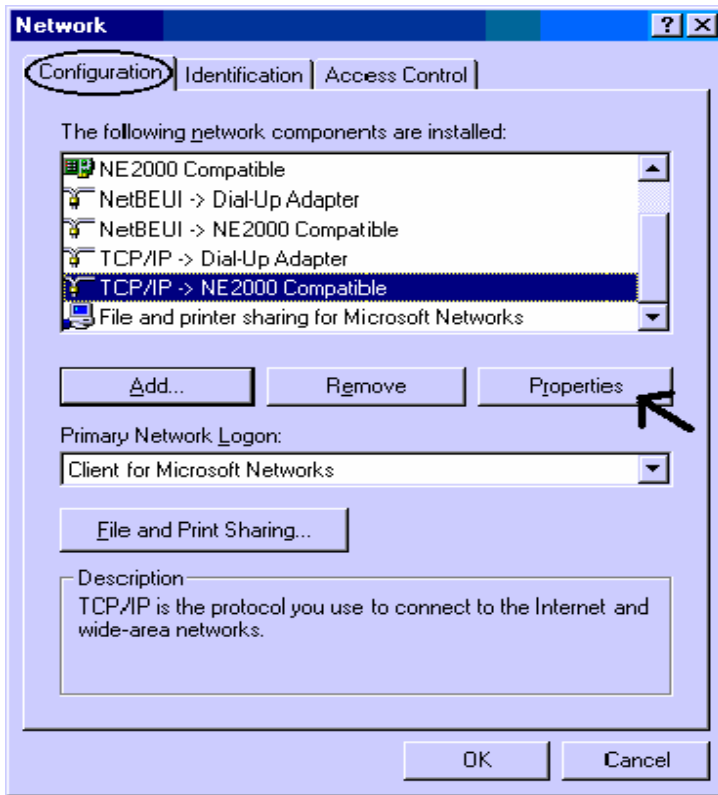 Network
Configuration Identification Access Control
The following network components are installed:
NE2000 Compatible
NetBEUI -> Dial-Up Adapter
NetBEUI -> NE2000 Compatible
TCP/IP -> Dial-Up Adapter
TCP/IP -> NE2000 Compatible
File and printer sharing for Microsoft Networks
Add... Remove Properties
Primary Network Logon:
Client for Microsoft Networks
File and Print Sharing...
Description
TCP/IP is the protocol you use to connect to the Internet and
wide-area networks.
OK Cancel